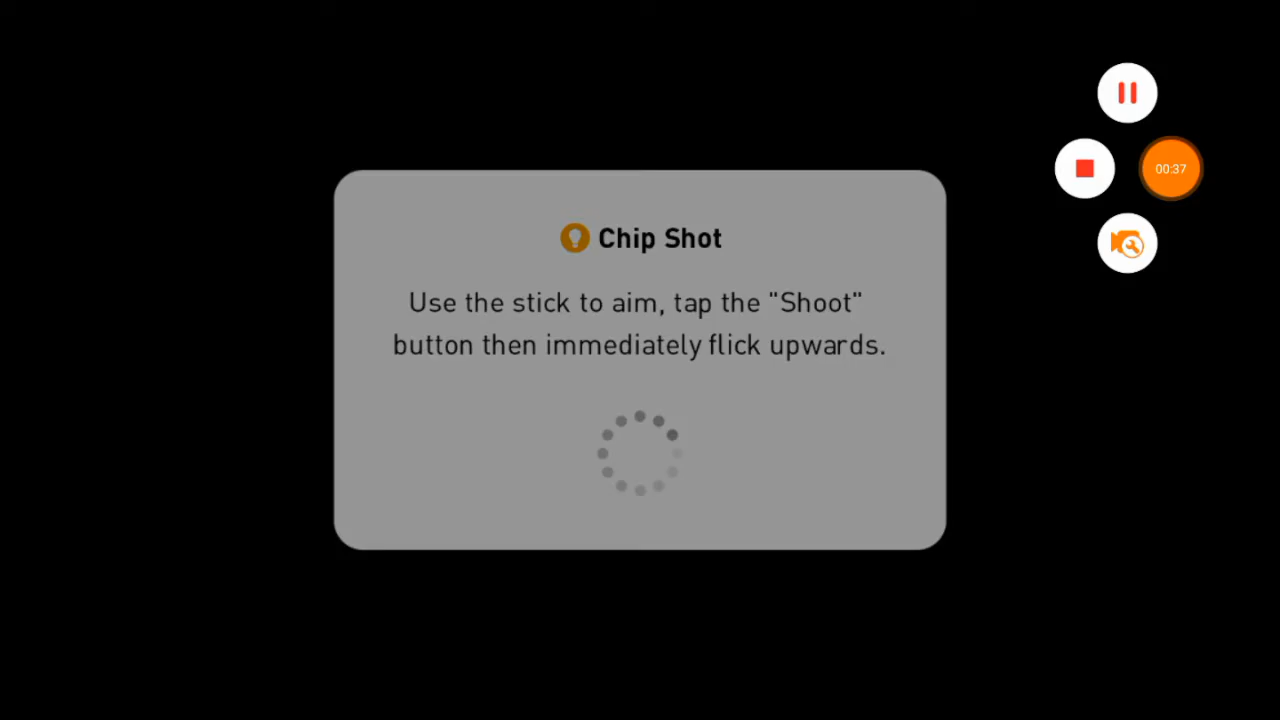 Chip Shot
00:37
Use the stick to aim, tap the "Shoot"
button then immediately flick upwards.